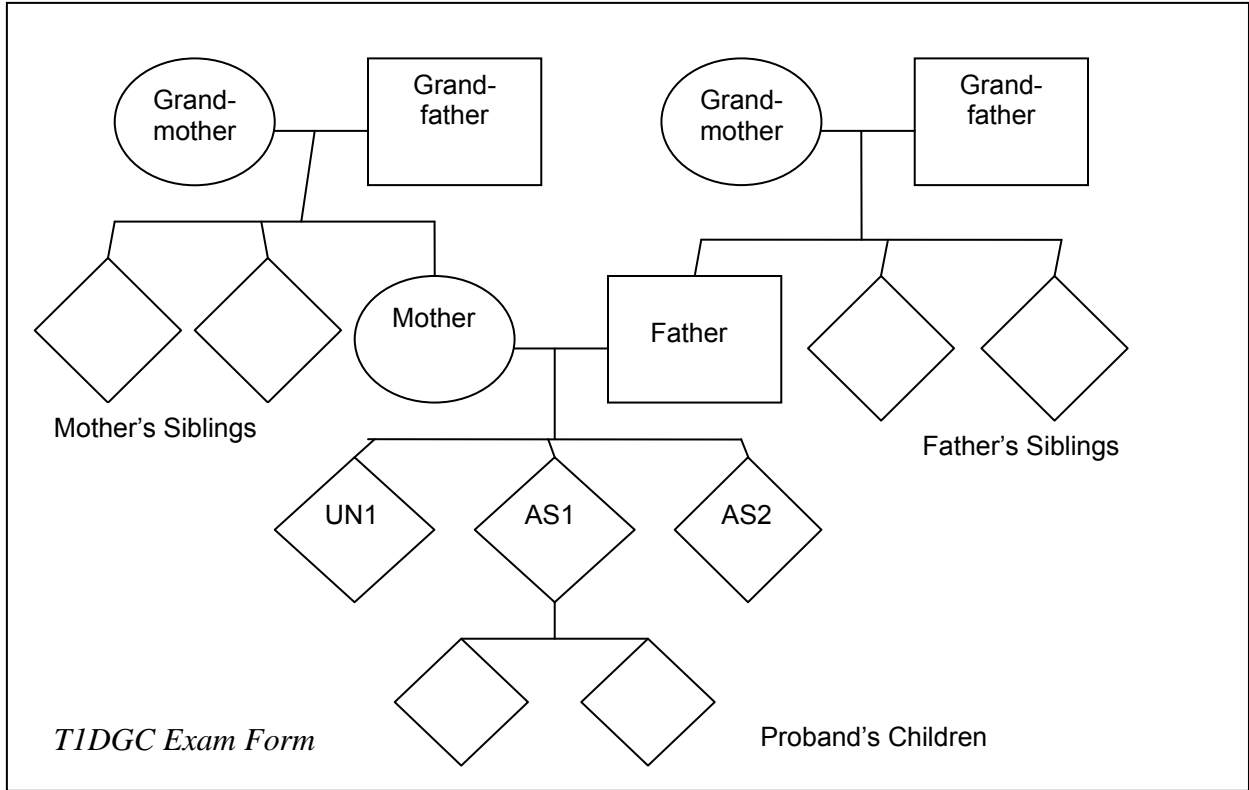 Grand-
mother
Grand-
father
Grand-
mother
Grand-
father
Mother
Father
Mother's Siblings
Father's Siblings
UN1
AS1
AS2
T1DGC Exam Form
Proband's Children